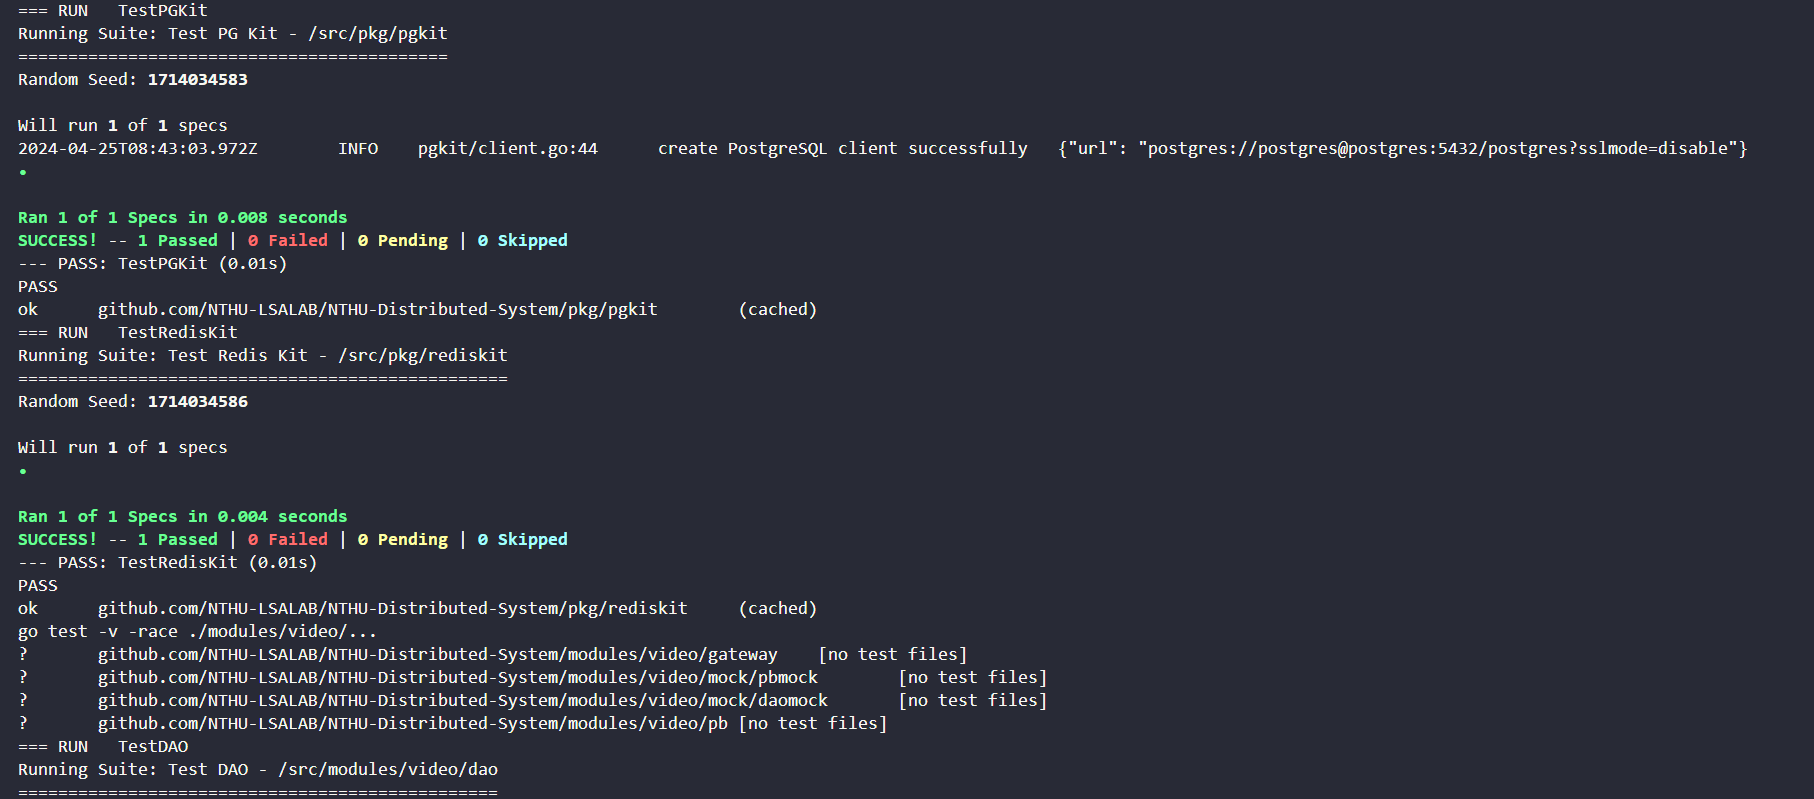 === RUN   TestPGKit
Running Suite: Test PG Kit - /src/pkg/pgkit
===========================================
Random Seed: 1714034583
Will run 1 of 1 specs
2024-04-25T08:43:03.972Z        INFO    pgkit/client.go:44      create PostgreSQL client successfully   {"url": "postgres://postgres@postgres:5432/postgres?sslmode=disable"}
•
Ran 1 of 1 Specs in 0.008 seconds
SUCCESS! -- 1 Passed | 0 Failed | 0 Pending | 0 Skipped
--- PASS: TestPGKit (0.01s)
PASS
ok      github.com/NTHU-LSALAB/NTHU-Distributed-System/pkg/pgkit        (cached)
=== RUN   TestRedisKit
Running Suite: Test Redis Kit - /src/pkg/rediskit
=================================================
Random Seed: 1714034586
Will run 1 of 1 specs
•
Ran 1 of 1 Specs in 0.004 seconds
SUCCESS! -- 1 Passed | 0 Failed | 0 Pending | 0 Skipped
--- PASS: TestRedisKit (0.01s)
PASS
ok      github.com/NTHU-LSALAB/NTHU-Distributed-System/pkg/rediskit     (cached)
go test -v -race ./modules/video/...
?       github.com/NTHU-LSALAB/NTHU-Distributed-System/modules/video/gateway    [no test files]
?       github.com/NTHU-LSALAB/NTHU-Distributed-System/modules/video/mock/pbmock        [no test files]
?       github.com/NTHU-LSALAB/NTHU-Distributed-System/modules/video/mock/daomock       [no test files]
?       github.com/NTHU-LSALAB/NTHU-Distributed-System/modules/video/pb [no test files]
=== RUN   TestDAO
Running Suite: Test DAO - /src/modules/video/dao
================================================